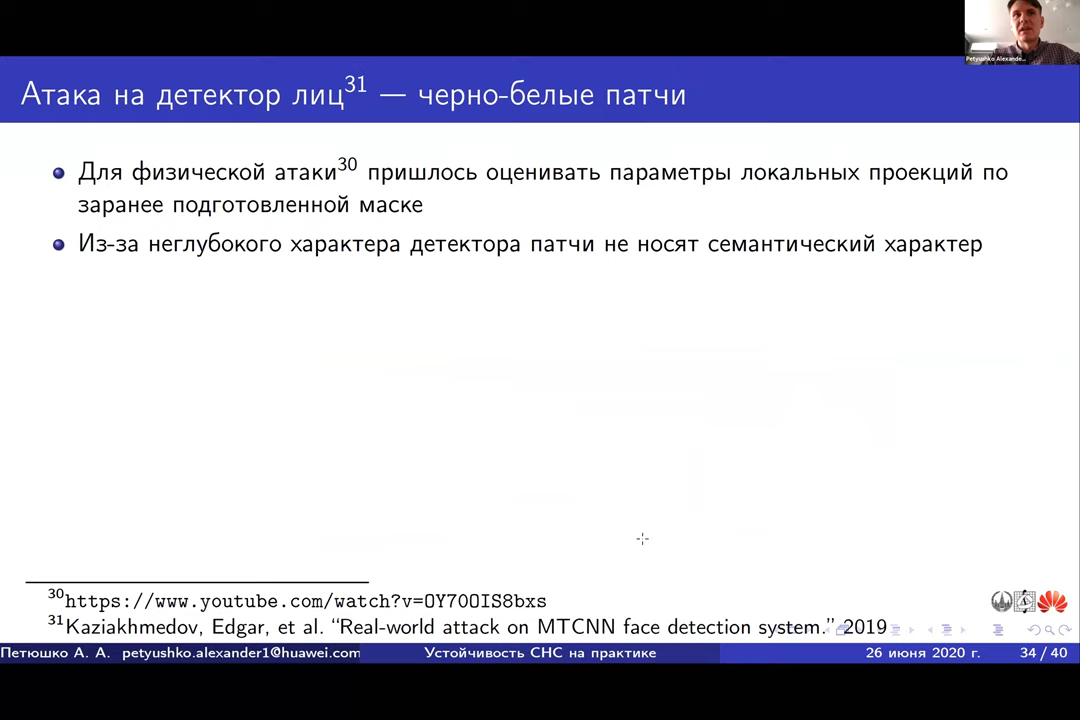 Petyushko Alexande...
Атака на детектор лиц31 — черно-белые патчи
Для физической атаки30 пришлось оценивать параметры локальных проекций по
заранее подготовленной маске
Из-за неглубокого характера детектора патчи не носят семантический характер
30https://www.youtube.com/watch?v=OY70OIS8bxs
31Kaziakhmedov, Edgar, et al. “Real-world attack on MTCNN face detection system.” 2019
Петюшко А. А. petyushko.alexander1@huawei.com
Устойчивость СНС на практике
26 июня 2020 г.
34 / 40